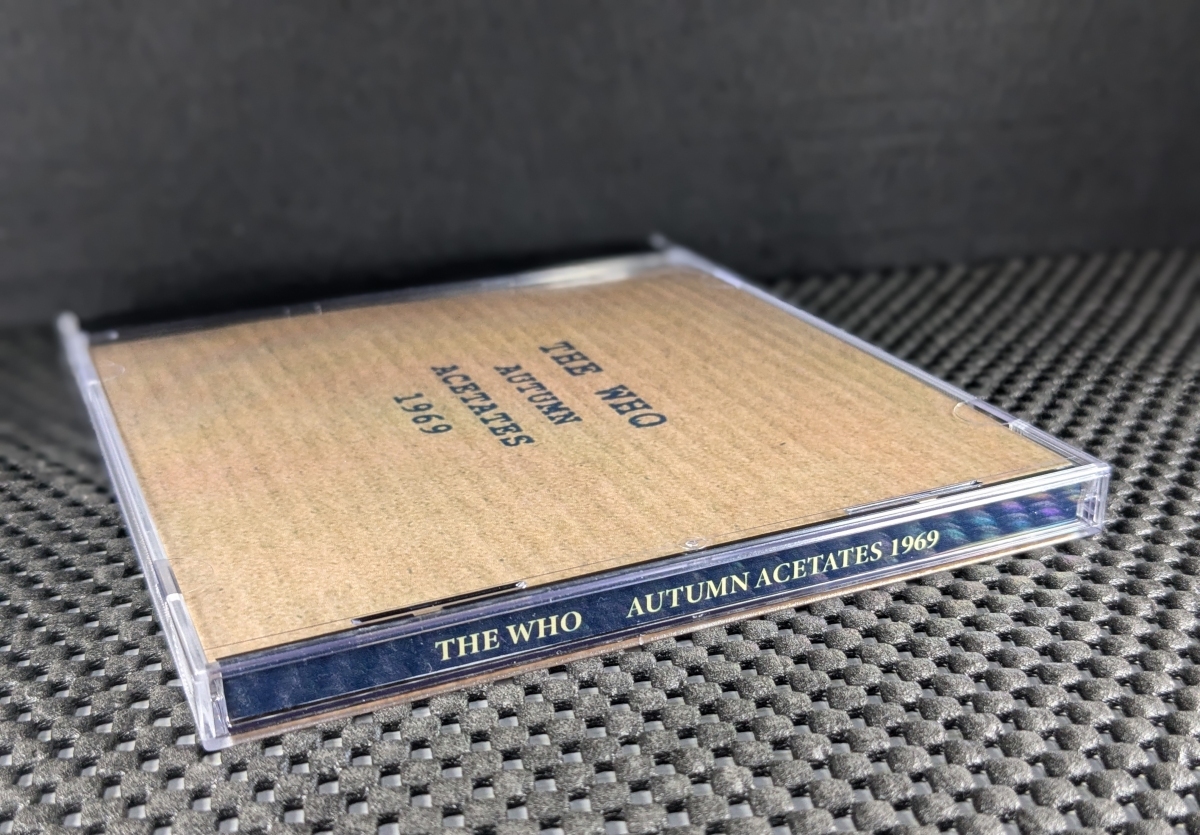 THE WHO
AUTUMN
ACETATES
1969
THE WHO AUTUMN ACETATES 1969